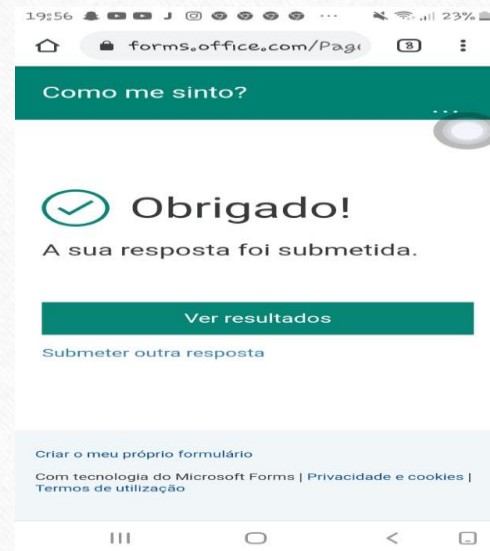 19:56 J ... 23%
forms.office.com/Page 8
Como me sinto?
...
Obrigado!
A sua resposta foi submetida.
Ver resultados
Submeter outra resposta
Criar o meu próprio formulário
Com tecnologia do Microsoft Forms | Privacidade e cookies |
Termos de utilização